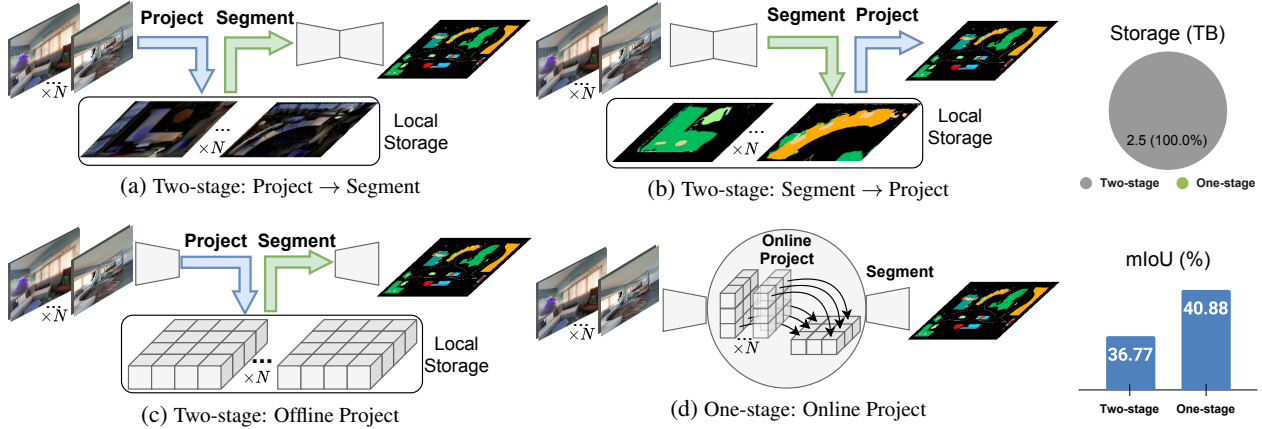 Project Segment
...
×N
...
×N
Local
Storage
(a) Two-stage: Project → Segment
Segment Project
...
×N
...
×N
Local
Storage
(b) Two-stage: Segment → Project
Storage (TB)
2.5 (100.0%)
Two-stage One-stage
Project Segment
...
×N
...
×N
Local
Storage
(c) Two-stage: Offline Project
Online
Project
Segment
...
×N
...
×N
(d) One-stage: Online Project
mIoU (%)
40.88
36.77
Two-stage One-stage